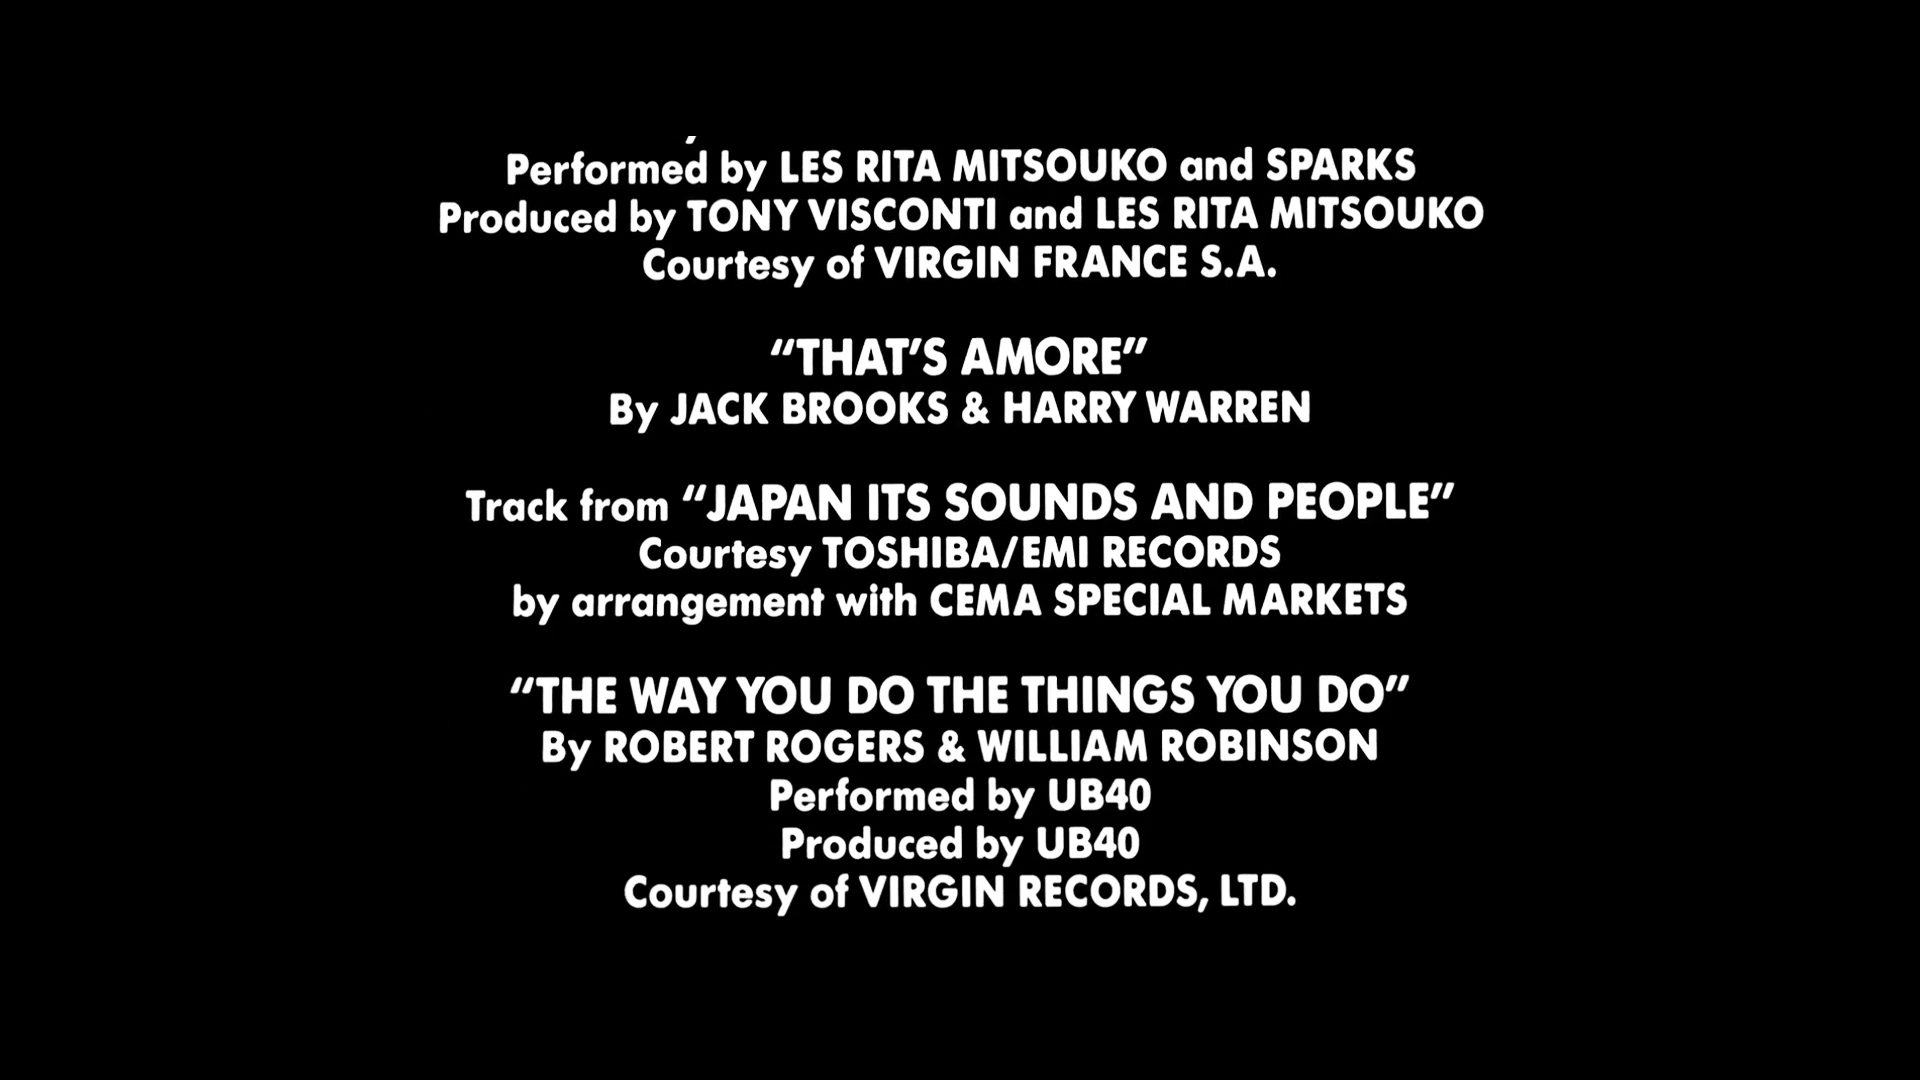 Performed by LES RITA MITSOUKO and SPARKS
Produced by TONY VISCONTI and LES RITA MITSOUKO
Courtesy of VIRGIN FRANCE S.A.
“THAT’S AMORE”
By JACK BROOKS & HARRY WARREN
Track from “JAPAN ITS SOUNDS AND PEOPLE”
Courtesy TOSHIBA/EMI RECORDS
by arrangement with CEMA SPECIAL MARKETS
“THE WAY YOU DO THE THINGS YOU DO”
By ROBERT ROGERS & WILLIAM ROBINSON
Performed by UB40
Produced by UB40
Courtesy of VIRGIN RECORDS, LTD.